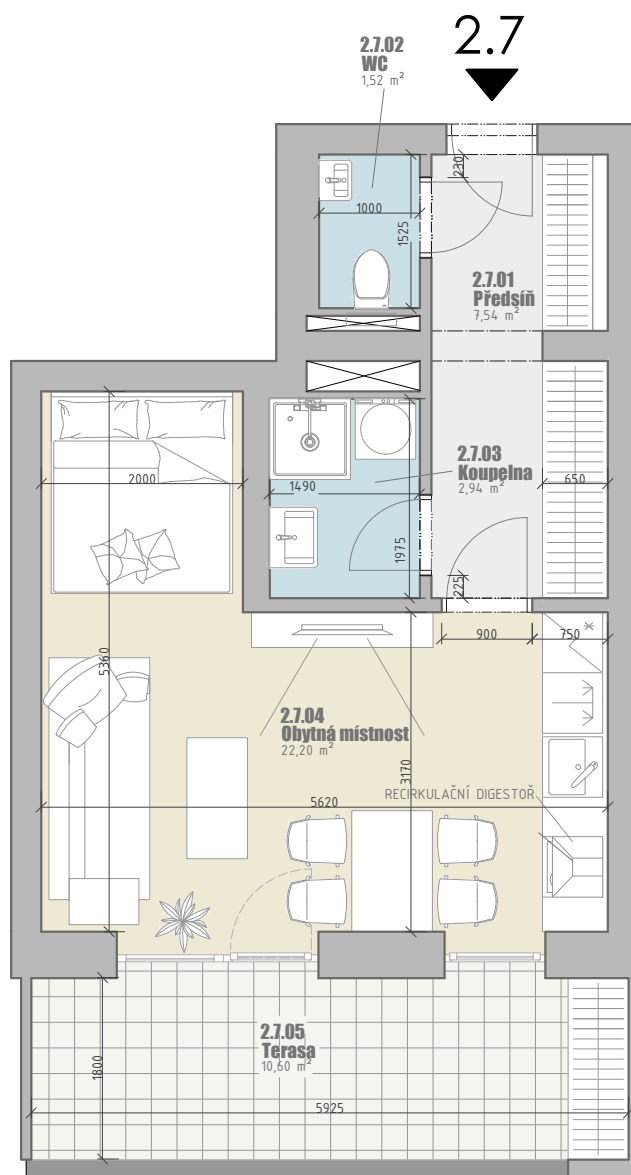 2.7
2.7.02
WC
1,52 m²
230
1000
1525
2.7.01
Předsíň
7,54 m²
2.7.03
Koupelna
2,94 m²
2000
1490
650
1975
225
900
750
5360
2.7.04
Obytná místnost
22,20 m²
3170
RECIRKULAČNÍ DIGESTOŘ
5620
2.7.05
Terasa
10,60 m²
1800
5925